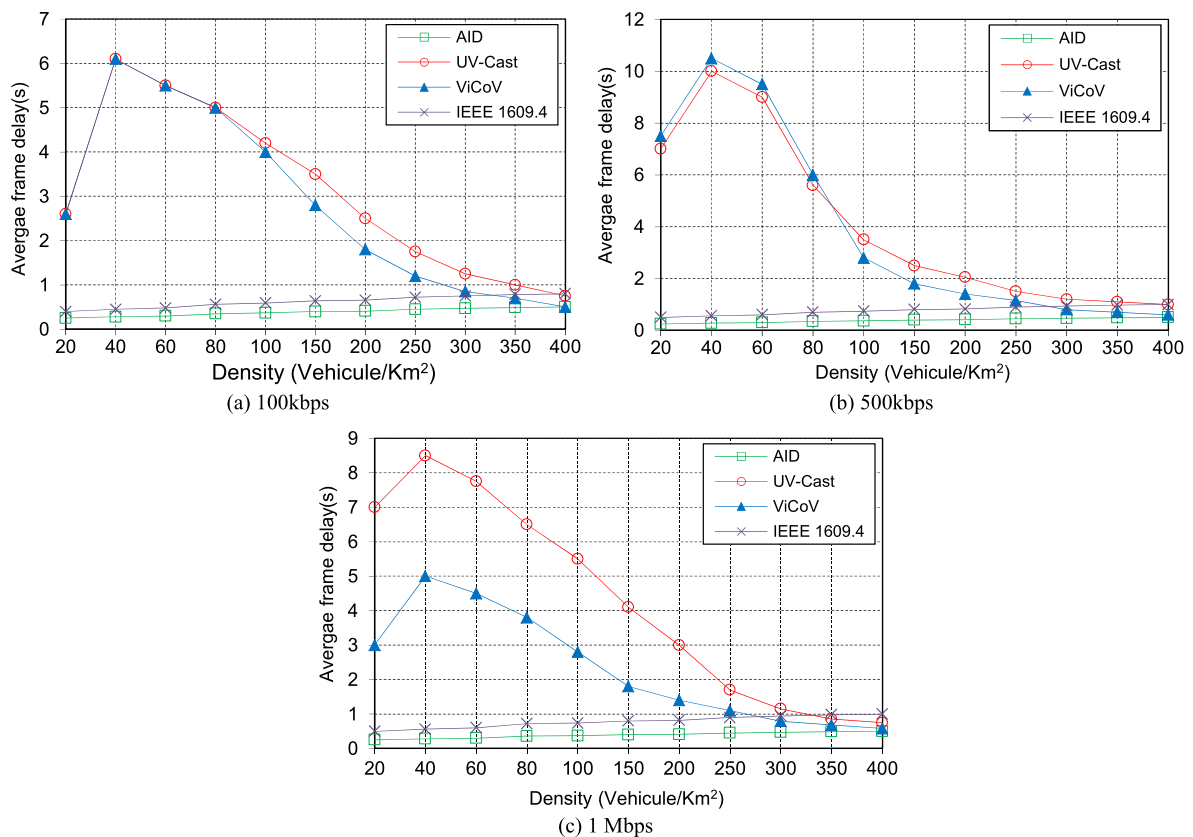 7
6
5
4
3
2
1
0
Avergae frame delay(s)
AID
UV-Cast
ViCoV
IEEE 1609.4
20 40 60 80 100 150 200 250 300 350 400
Density (Vehicule/Km²)
(a) 100kbps
12
10
8
6
4
2
0
Avergae frame delay(s)
AID
UV-Cast
ViCoV
IEEE 1609.4
20 40 60 80 100 150 200 250 300 350 400
Density (Vehicule/Km²)
(b) 500kbps
9
8
7
6
5
4
3
2
1
0
Avergae frame delay(s)
AID
UV-Cast
ViCoV
IEEE 1609.4
20 40 60 80 100 150 200 250 300 350 400
Density (Vehicule/Km²)
(c) 1 Mbps